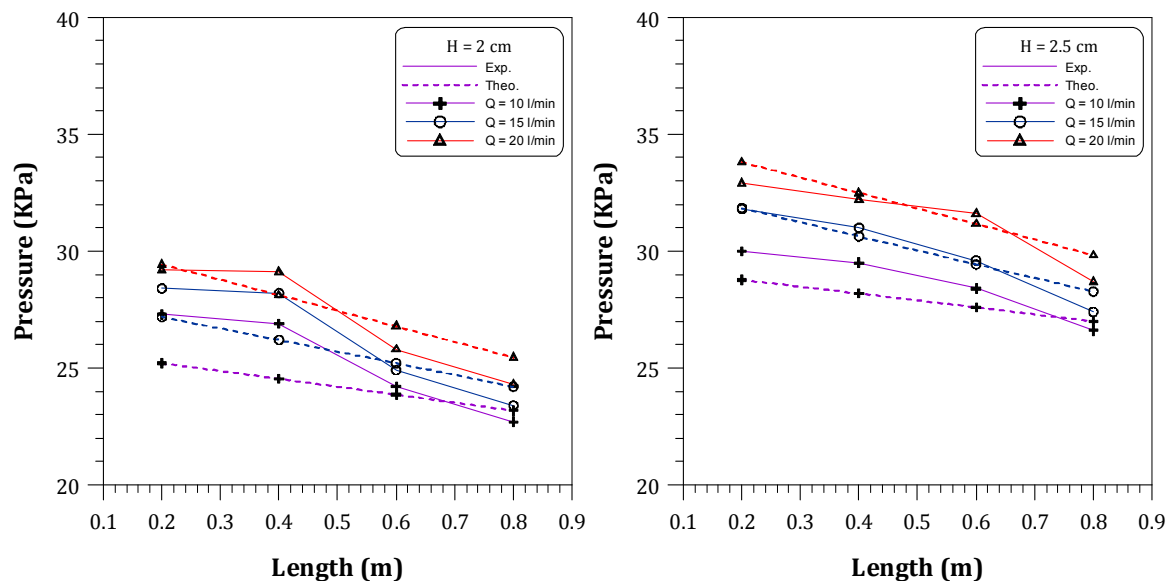 40
35
30
25
20
Pressure (KPa)
H = 2 cm
Exp.
Theo.
Q = 10 l/min
Q = 15 l/min
Q = 20 l/min
0.1 0.2 0.3 0.4 0.5 0.6 0.7 0.8 0.9
Length (m)
40
35
30
25
20
Pressure (KPa)
H = 2.5 cm
Exp.
Theo.
Q = 10 l/min
Q = 15 l/min
Q = 20 l/min
0.1 0.2 0.3 0.4 0.5 0.6 0.7 0.8 0.9
Length (m)